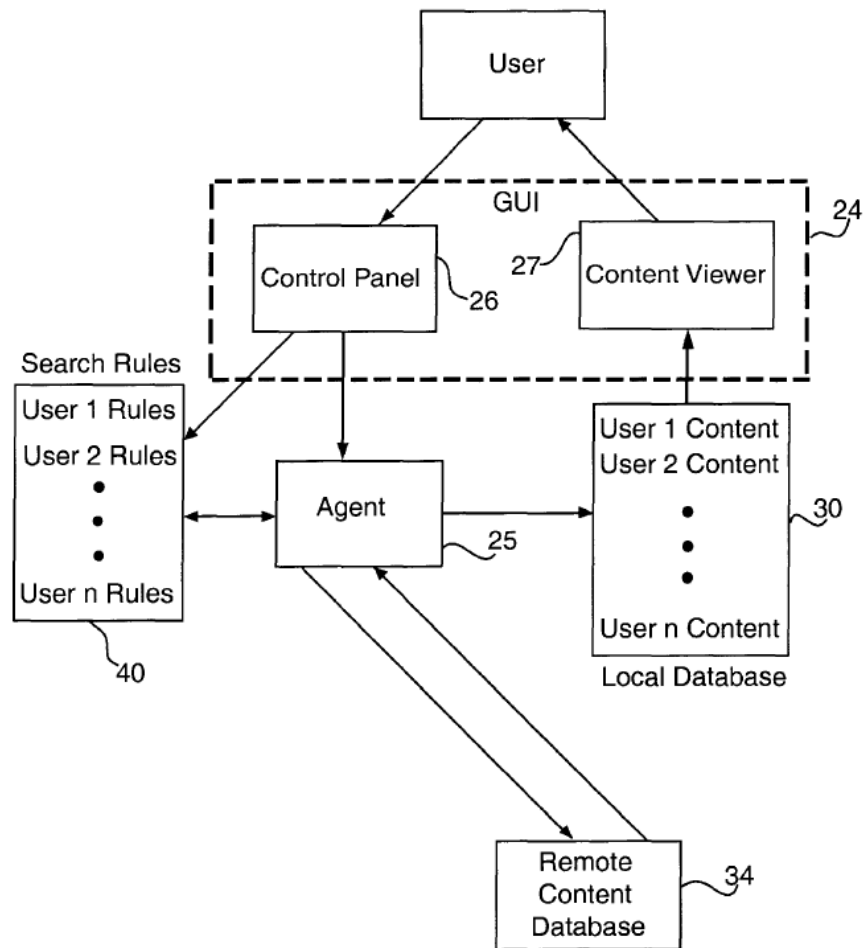 User
GUI
24
Control Panel
26
27
Content Viewer
Search Rules
User 1 Rules
User 2 Rules
User n Rules
40
Agent
25
User 1 Content
User 2 Content
User n Content
30
Local Database
Remote
Content
Database
34